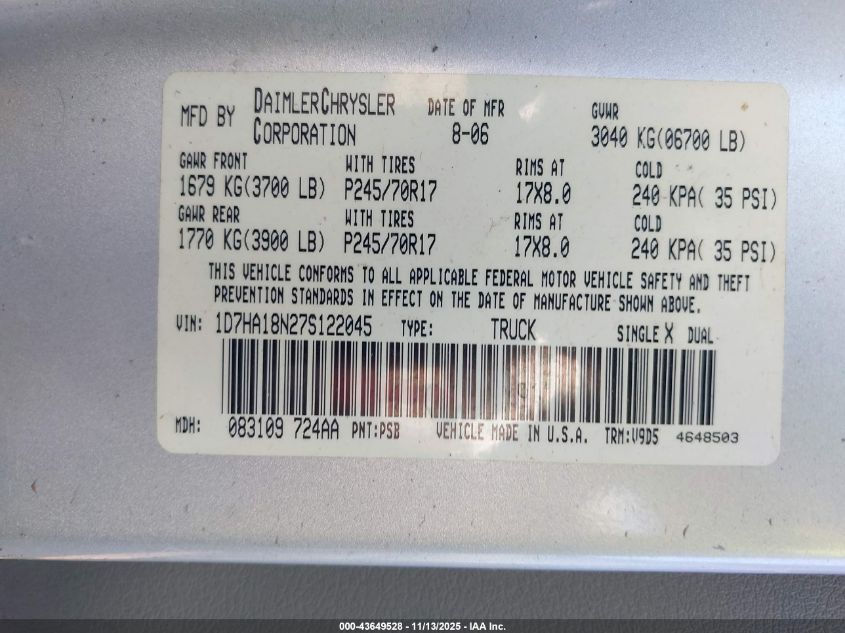 MFD BY DAIMLERCHRYSLER CORPORATION DATE OF MFR 8-06 GVWR 3040 KG(06700 LB)
GAWR FRONT WITH TIRES RIMS AT COLD
1679 KG(3700 LB) P245/70R17 17X8.0 240 KPA( 35 PSI)
GAWR REAR WITH TIRES RIMS AT COLD
1770 KG(3900 LB) P245/70R17 17X8.0 240 KPA( 35 PSI)
THIS VEHICLE CONFORMS TO ALL APPLICABLE FEDERAL MOTOR VEHICLE SAFETY AND THEFT
PREVENTION STANDARDS IN EFFECT ON THE DATE OF MANUFACTURE SHOWN ABOVE.
VIN: 1D7HA18N27S122045 TYPE: TRUCK SINGLE X DUAL
MDH: 083109 724AA PNT:PSB VEHICLE MADE IN U.S.A. TRM:V9D5 4648503
000-43649528 - 11/13/2025 - IAA Inc.